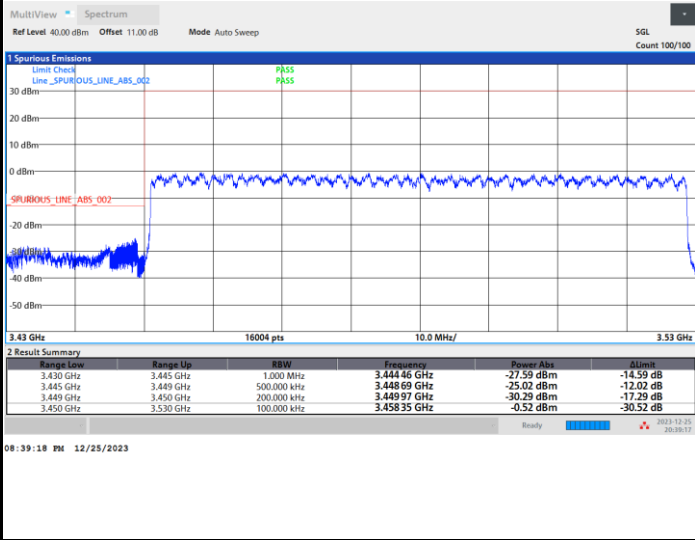 MultiView Spectrum
Ref Level 40.00 dBm Offset 11.00 dB Mode Auto Sweep SGL
Count 100/100
1 Spurious Emissions
Limit Check PASS
Line _SPURIOUS_LINE_ABS_002 PASS
30 dBm
20 dBm
10 dBm
0 dBm
_SPURIOUS_LINE_ABS_002
-20 dBm
-30 dBm
-40 dBm
-50 dBm
3.43 GHz 16004 pts 10.0 MHz/ 3.53 GHz
2 Result Summary
Range Low Range Up RBW Frequency Power Abs ΔLimit
3.430 GHz 3.445 GHz 1.000 MHz 3.444 46 GHz -27.59 dBm -14.59 dB
3.445 GHz 3.449 GHz 500.000 kHz 3.448 69 GHz -25.02 dBm -12.02 dB
3.449 GHz 3.450 GHz 200.000 kHz 3.449 97 GHz -30.29 dBm -17.29 dB
3.450 GHz 3.530 GHz 100.000 kHz 3.458 35 GHz -0.52 dBm -30.52 dB
Ready 2023-12-25
20:39:17
08:39:18 PM 12/25/2023